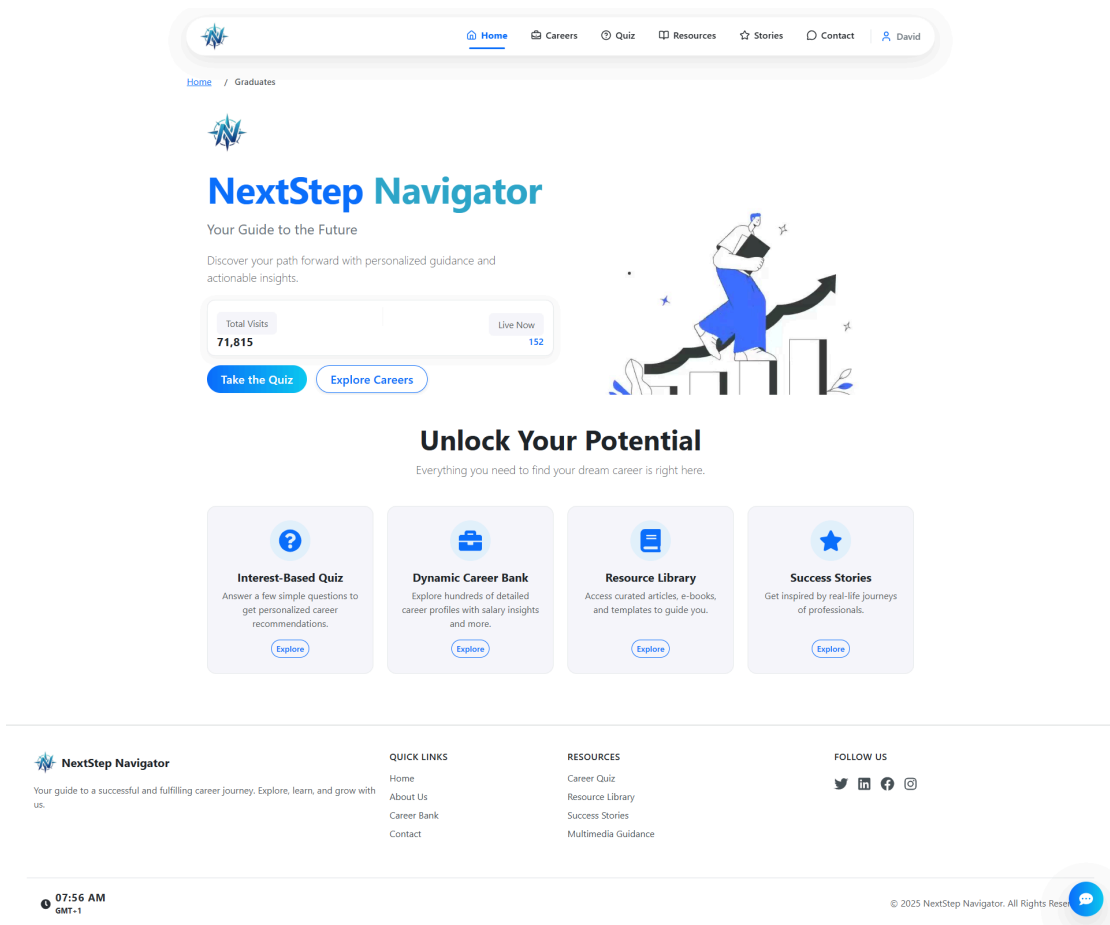 Home
Careers
Quiz
Resources
Stories
Contact
David
Home / Graduates
NextStep Navigator
Your Guide to the Future
Discover your path forward with personalized guidance and
actionable insights.
Total Visits
71,815
Live Now
152
Take the Quiz
Explore Careers
Unlock Your Potential
Everything you need to find your dream career is right here.
Interest-Based Quiz
Answer a few simple questions to
get personalized career
recommendations.
Explore
Dynamic Career Bank
Explore hundreds of detailed
career profiles with salary insights
and more.
Explore
Resource Library
Access curated articles, e-books,
and templates to guide you.
Explore
Success Stories
Get inspired by real-life journeys
of professionals.
Explore
NextStep Navigator
Your guide to a successful and fulfilling career journey. Explore, learn, and grow with
us.
QUICK LINKS
Home
About Us
Career Bank
Contact
RESOURCES
Career Quiz
Resource Library
Success Stories
Multimedia Guidance
FOLLOW US
07:56 AM
GMT+1
© 2025 NextStep Navigator. All Rights